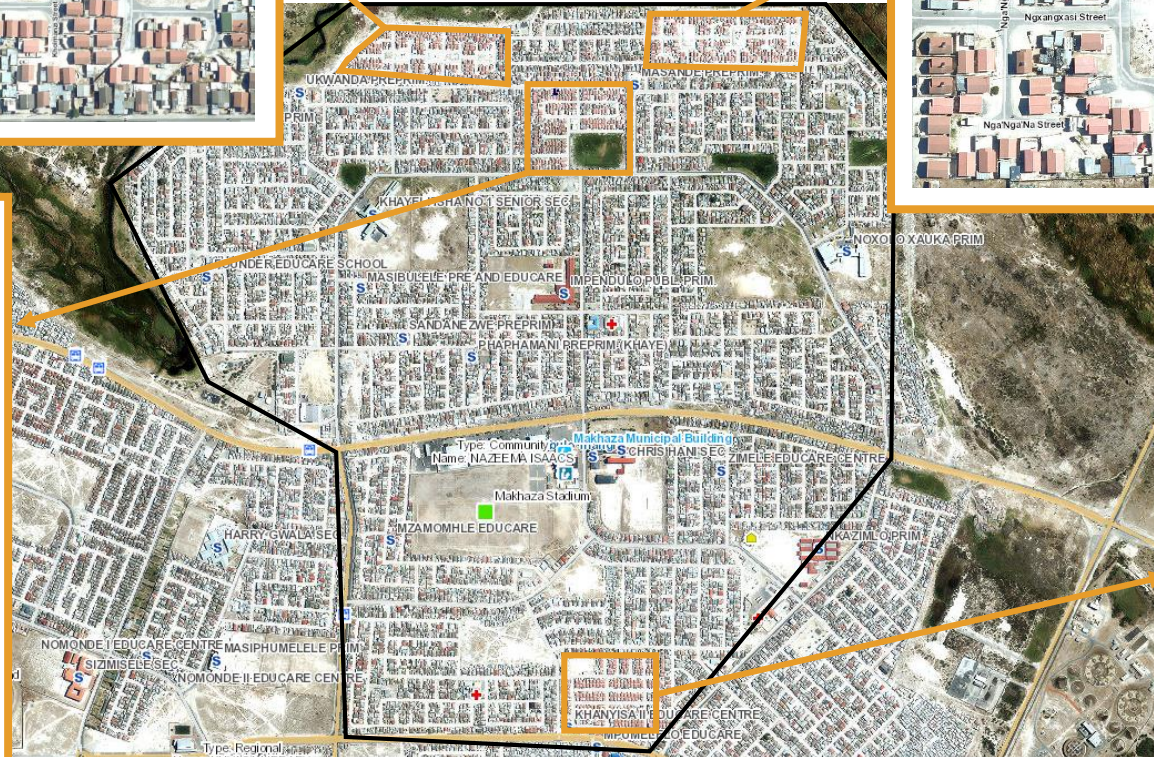 Ngxangxasi Street
Nga'Nga'Na Street
UKWANDA PREPRIM
MASANDE PREPRIM
PRIM
KHAYELITSHA NO.1 SENIOR SEC
NOXOLO XAUKA PRIM
EDUCARE SCHOOL
MASIBULELE PRE AND EDUCARE
IMPENDULO PUBL.PRIM
SANDANEZWE PREPRIM
PHAPHAMANI PREPRIM (KHAYE)
Type: Community
Makhaza Municipal Building
Name: NAZEEMA ISAACS
CHRIS HANI SEC
ZIMELE EDUCARE CENTRE
Makhaza Stadium
MZAMOMHLE EDUCARE
HARRY GWALA SEC
PRIM
NOMONDE I EDUCARE CENTRE
MASIPHUMELELE PRIM
SIZIMISELE SEC
NOMONDE II EDUCARE CENTRE
KHANYISA II EDUCARE CENTRE
MPUMELELO EDUCARE
Type: Regional